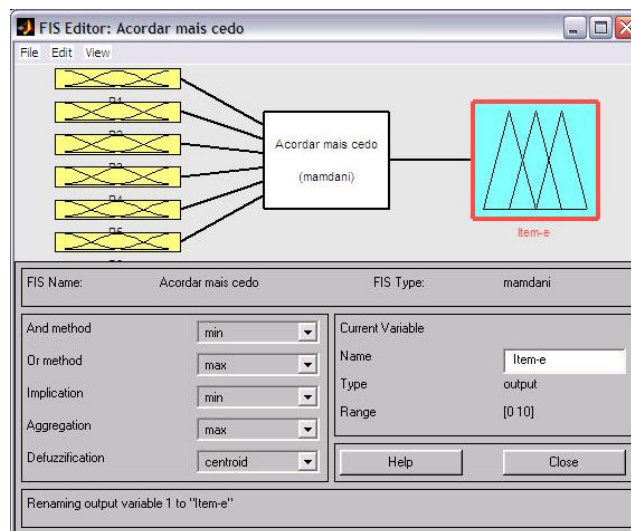 FIS Editor: Acordar mais cedo
File Edit View
Acordar mais cedo
(mamdani)
Item-e
FIS Name: Acordar mais cedo FIS Type: mamdani
And method min
Or method max
Implication min
Aggregation max
Defuzzification centroid
Current Variable
Name Item-e
Type output
Range [0 10]
Help Close
Renaming output variable 1 to "Item-e"